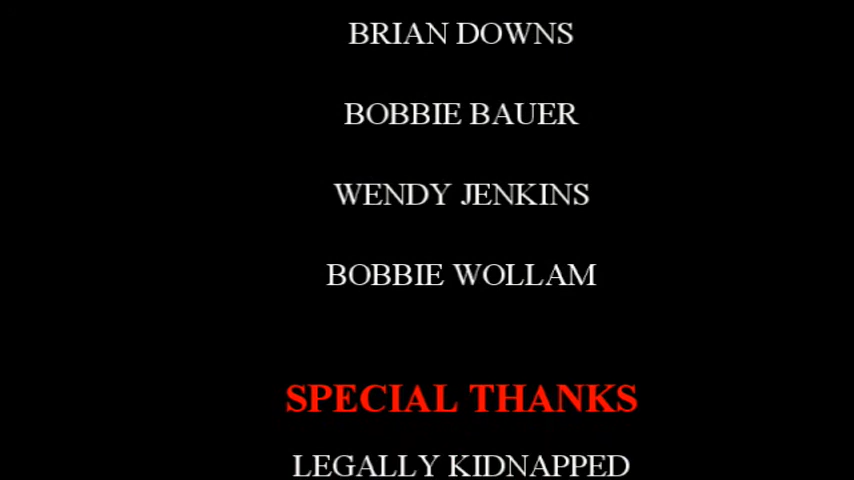 BRIAN DOWNS
BOBBIE BAUER
WENDY JENKINS
BOBBIE WOLLAM
SPECIAL THANKS
LEGALLY KIDNAPPED